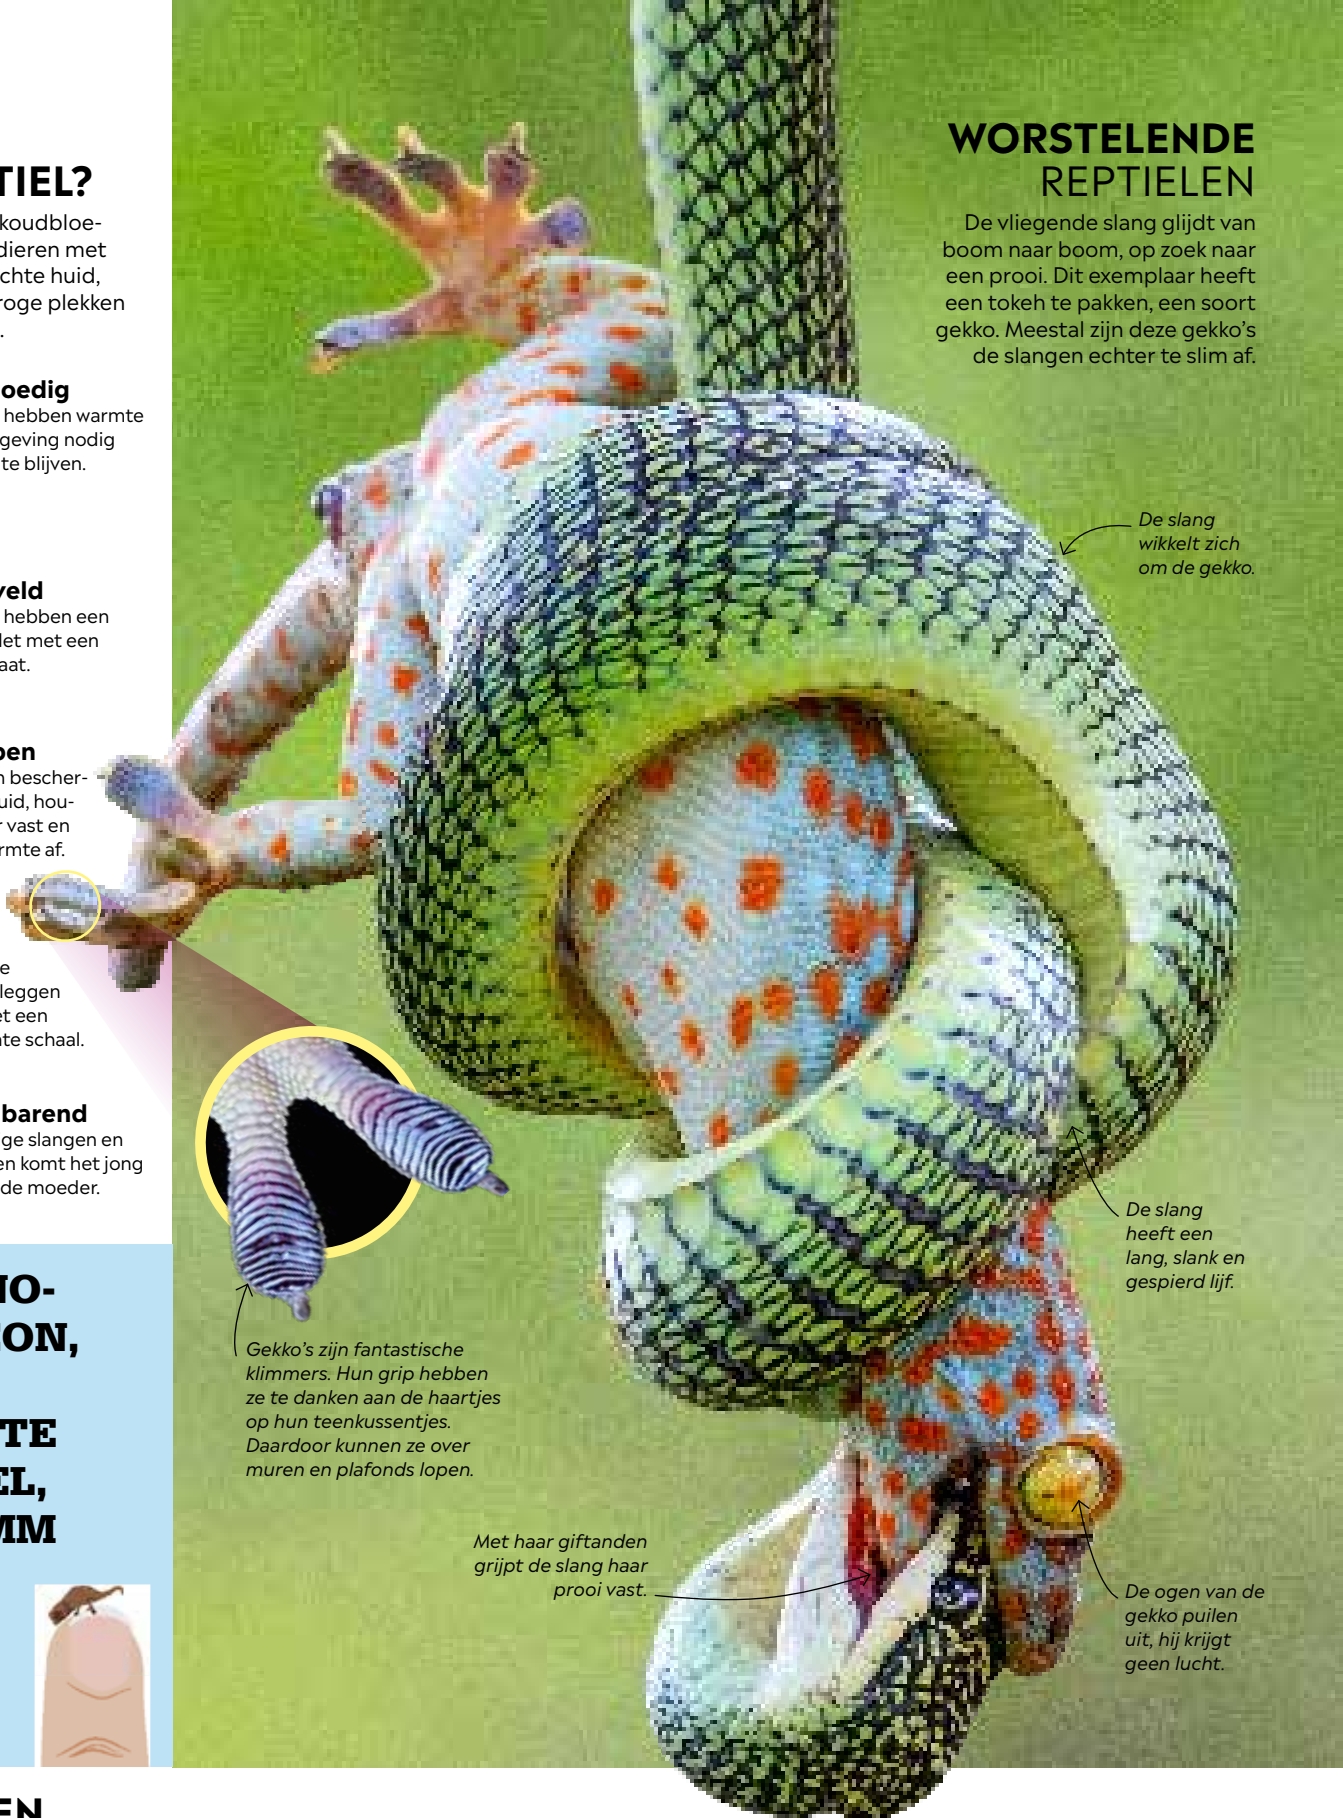 TIEL?
koudbloe-
dieren met
chte huid,
roge plekken
.
oedig
hebben warmte
geving nodig
te blijven.
veld
hebben een
let met een
aat.
pen
n bescher-
uid, hou-
r vast en
rmte af.
e
leggen
et een
te schaal.
barend
ge slangen en
en komt het jong
de moeder.
MO-
ION,
TE
EL,
MM
EN
WORSTELENDE
REPTIELEN
De vliegende slang glijdt van
boom naar boom, op zoek naar
een prooi. Dit exemplaar heeft
een tokeh te pakken, een soort
gekko. Meestal zijn deze gekko's
de slangen echter te slim af.
De slang
wikkelt zich
om de gekko.
De slang
heeft een
lang, slank en
gespierd lijf.
Gekko's zijn fantastische
klimmers. Hun grip hebben
ze te danken aan de haartjes
op hun teenkussentjes.
Daardoor kunnen ze over
muren en plafonds lopen.
Met haar giftanden
grijpt de slang haar
prooi vast.
De ogen van de
gekko puilen
uit, hij krijgt
geen lucht.